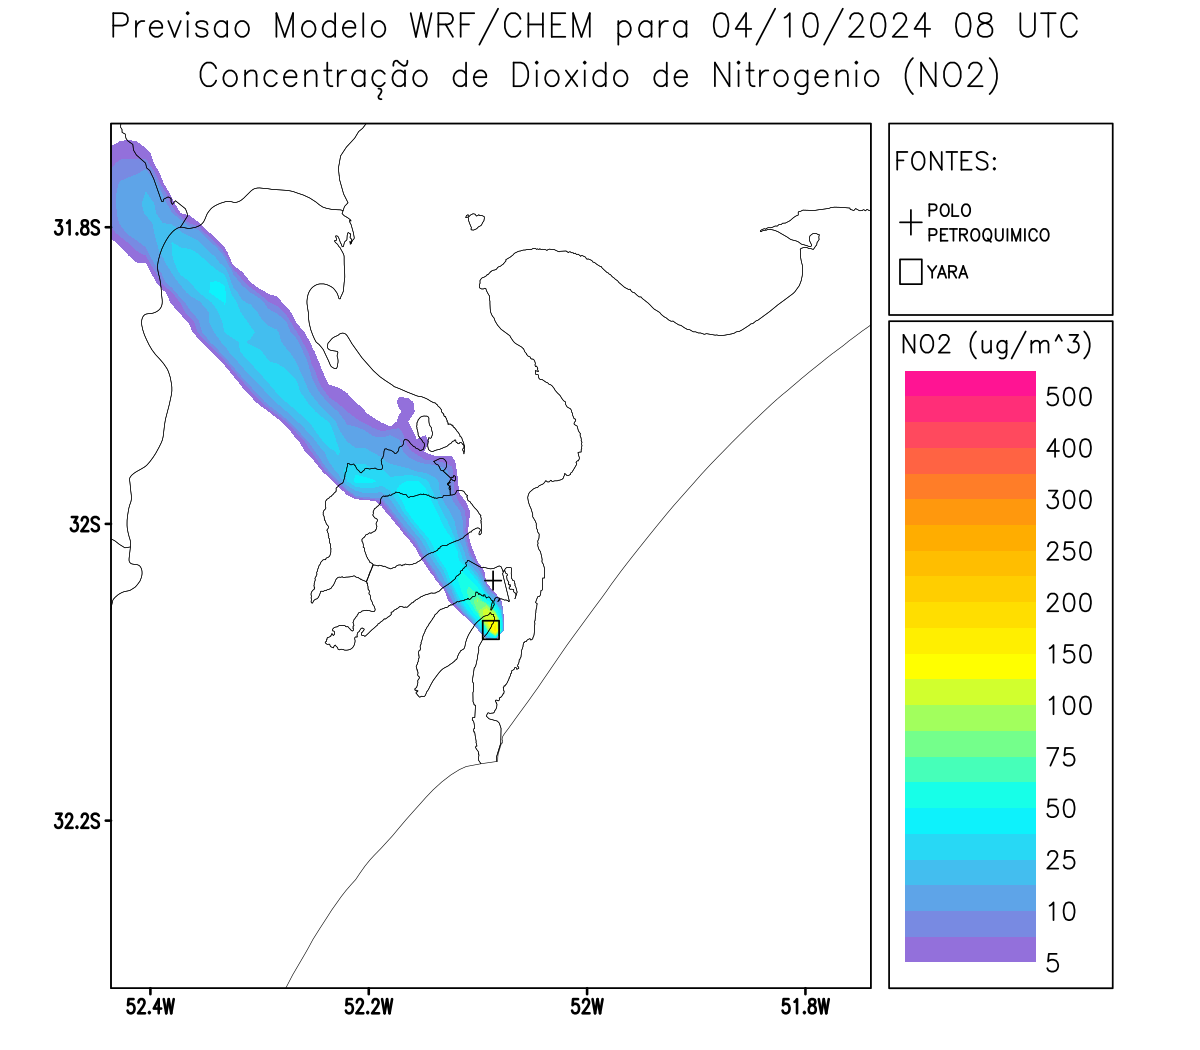 Previsao Modelo WRF/CHEM para 04/10/2024 08 UTC
Concentração de Dioxido de Nitrogenio (NO2)
FONTES:
POLO
PETROQUIMICO
YARA
NO2 (ug/m^3)
500
400
300
250
200
150
100
75
50
25
10
5
31.8S
32S
32.2S
52.4W
52.2W
52W
51.8W